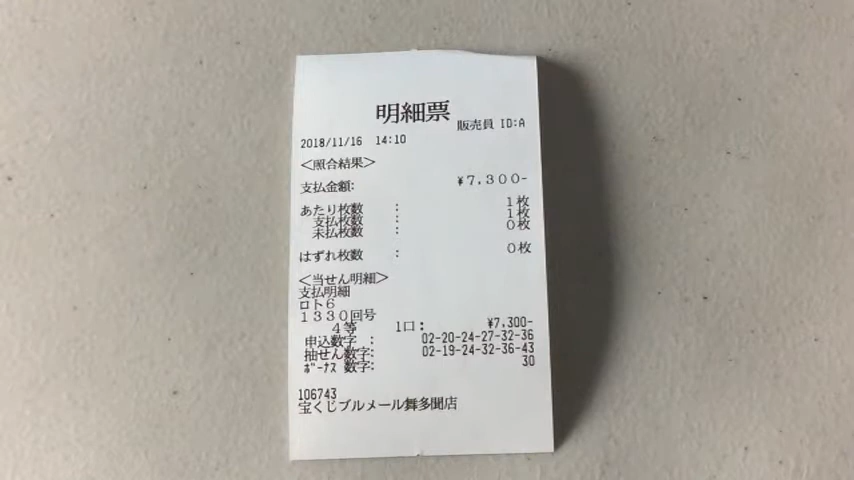 明細票
販売員 ID:A
2018/11/16 14:10
＜照合結果＞
支払金額: ¥7,300-
あたり枚数 : 1枚
支払枚数 : 1枚
未払枚数 : 0枚
はずれ枚数 : 0枚
＜当せん明細＞
支払明細
ロト6
1330回号
4等 1口: ¥7,300-
申込数字 : 02-20-24-27-32-36
抽せん数字: 02-19-24-32-36-43
ﾎﾞｰﾅｽ 数字: 30
106743
宝くじブルメール舞多聞店